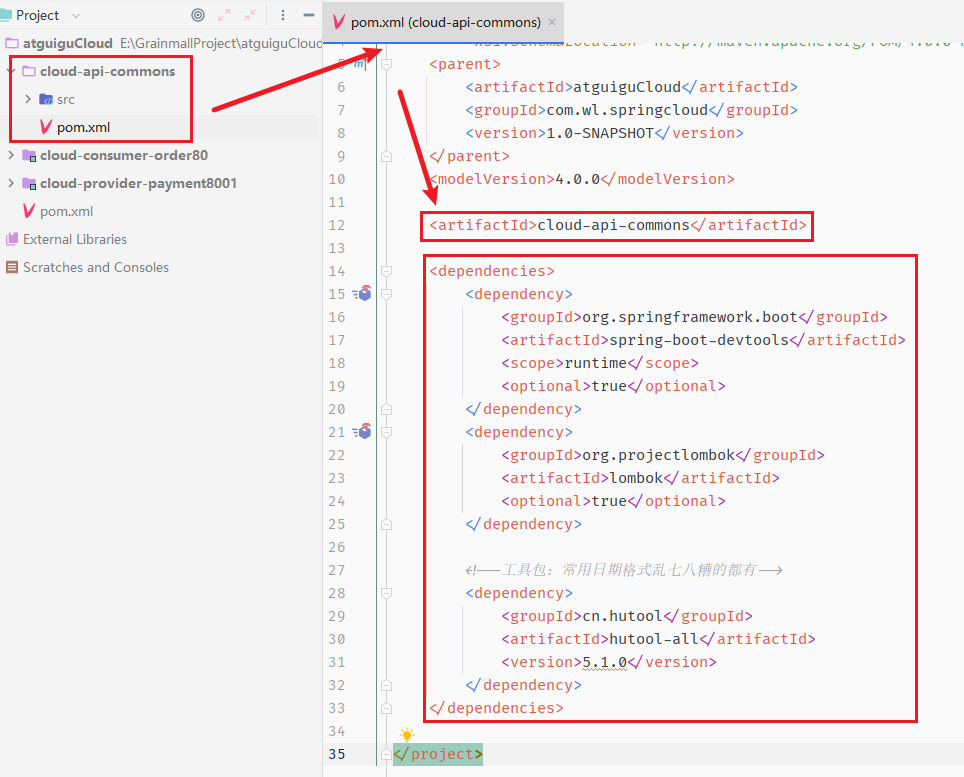 Project
pom.xml (cloud-api-commons)
atguiguCloud E:\GrainmallProject\atguiguCloud
cloud-api-commons
src
pom.xml
cloud-consumer-order80
cloud-provider-payment8001
pom.xml
External Libraries
Scratches and Consoles
5 <parent>
6 <artifactId>atguiguCloud</artifactId>
7 <groupId>com.wl.springcloud</groupId>
8 <version>1.0-SNAPSHOT</version>
9 </parent>
10 <modelVersion>4.0.0</modelVersion>
11
12 <artifactId>cloud-api-commons</artifactId>
13
14 <dependencies>
15 <dependency>
16 <groupId>org.springframework.boot</groupId>
17 <artifactId>spring-boot-devtools</artifactId>
18 <scope>runtime</scope>
19 <optional>true</optional>
20 </dependency>
21 <dependency>
22 <groupId>org.projectlombok</groupId>
23 <artifactId>lombok</artifactId>
24 <optional>true</optional>
25 </dependency>
26
27 <!--工具包：常用日期格式乱七八糟的都有-->
28 <dependency>
29 <groupId>cn.hutool</groupId>
30 <artifactId>hutool-all</artifactId>
31 <version>5.1.0</version>
32 </dependency>
33 </dependencies>
34
35 </project>